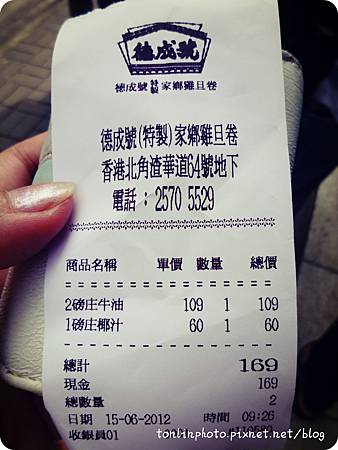 德成號
德成號 特製 家鄉雞旦卷
德成號(特製)家鄉雞旦卷
香港北角渣華道64號地下
電話：2570 5529
商品名稱 單價 數量 總價
2磅庄牛油 109 1 109
1磅庄椰汁 60 1 60
總計 169
現金 169
總數量 2
日期 15-06-2012 時間 09:26
收銀員01
tonlinphoto.pixnet.net/blog